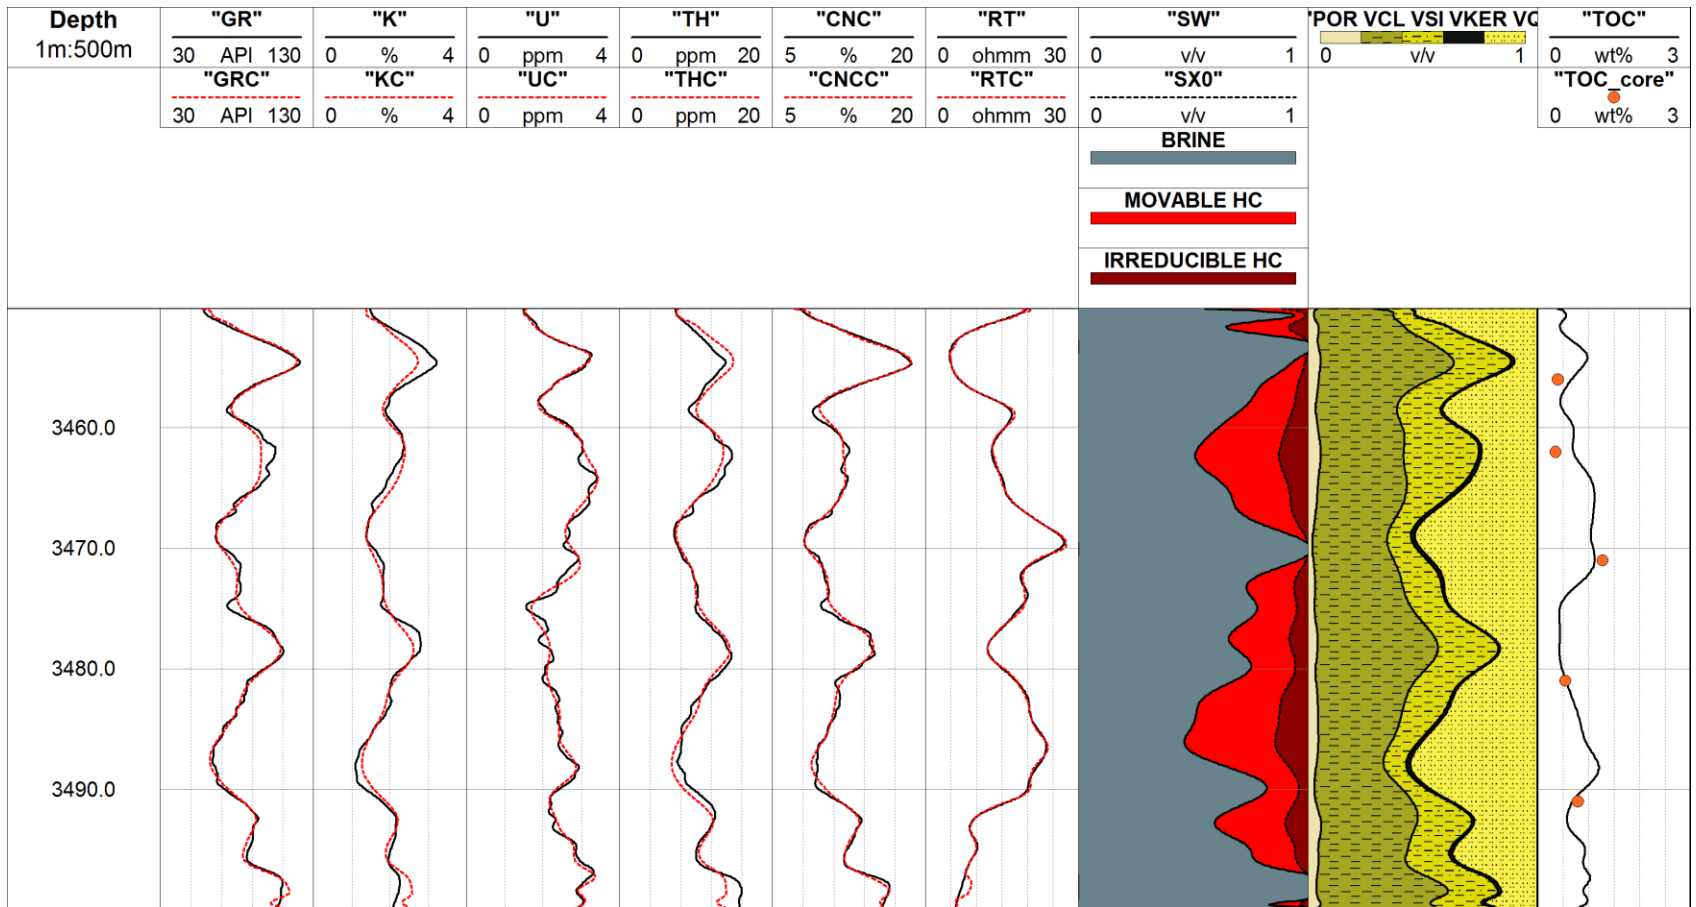 Depth
1m:500m
"GR"
30 API 130
"GRC"
30 API 130
"K"
0 % 4
"KC"
0 % 4
"U"
0 ppm 4
"UC"
0 ppm 4
"TH"
0 ppm 20
"THC"
0 ppm 20
"CNC"
5 % 20
"CNCC"
5 % 20
"RT"
0 ohmm 30
"RTC"
0 ohmm 30
"SW"
0 v/v 1
"SX0"
0 v/v 1
BRINE
MOVABLE HC
IRREDUCIBLE HC
'POR VCL VSI VKER VQ
0 v/v 1
"TOC"
0 wt% 3
"TOC_core"
0 wt% 3
3460.0
3470.0
3480.0
3490.0